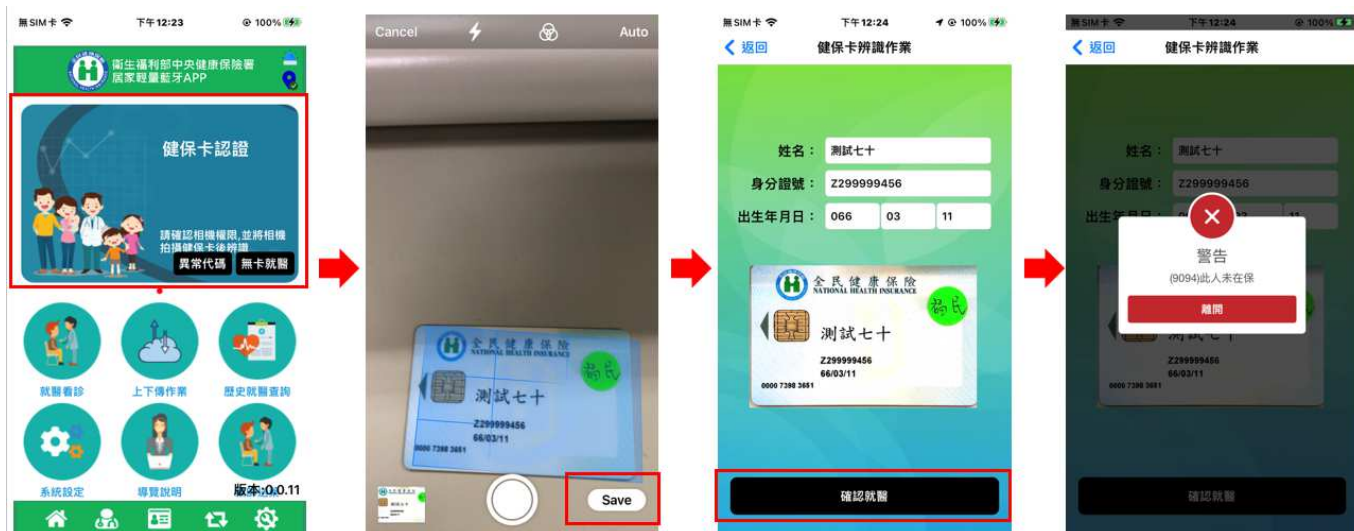 無SIM卡
下午12:23
100%
衛生福利部中央健康保險署
居家輕量藍牙APP
健保卡認證
請確認相機權限,並將相機
拍攝健保卡後辨識
異常代碼
無卡就醫
就醫看診
上下傳作業
歷史就醫查詢
系統設定
導覽說明
版本:0.0.11
Cancel
Auto
全民健康保險
NATIONAL HEALTH INSURANCE
福民
測試七十
Z299999456
66/03/11
0000 7398 3651
Save
無SIM卡
下午12:24
100%
返回
健保卡辨識作業
姓名：
測試七十
身分證號：
Z299999456
出生年月日：
066
03
11
全民健康保險
NATIONAL HEALTH INSURANCE
福民
測試七十
Z299999456
66/03/11
0000 7398 3651
確認就醫
無SIM卡
下午12:24
100%
返回
健保卡辨識作業
姓名：
測試七十
身分證號：
Z299999456
警告
(9094)此人未在保
離開
Z299999456
66/03/11
0000 7398 3651
確認就醫